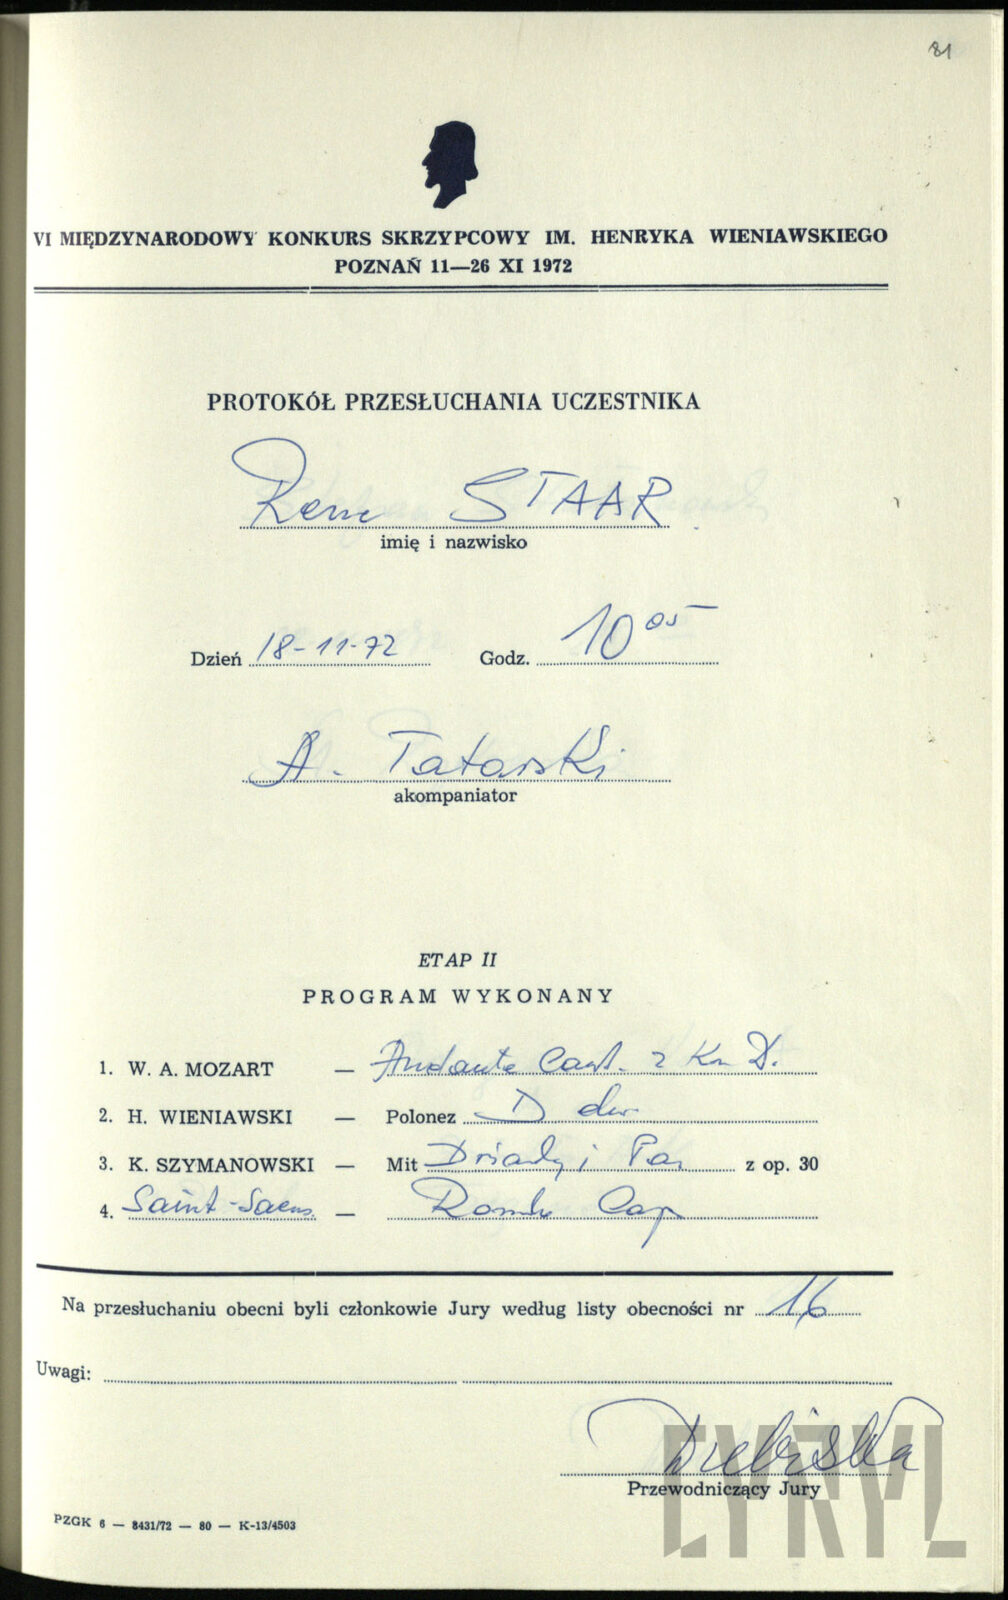 81
VI MIĘDZYNARODOWY KONKURS SKRZYPCOWY IM. HENRYKA WIENIAWSKIEGO
POZNAŃ 11—26 XI 1972
PROTOKÓŁ PRZESŁUCHANIA UCZESTNIKA
Rene STAAR
imię i nazwisko
Dzień 18-11-72 Godz. 10 05
A. Tatarski
akompaniator
ETAP II
PROGRAM WYKONANY
1. W. A. MOZART — Andante Cant. z Kn D.
2. H. WIENIAWSKI — Polonez D dur
3. K. SZYMANOWSKI — Mit Driady i Pan z op. 30
4. Saint-Saens. — Cap
Na przesłuchaniu obecni byli członkowie Jury według listy obecności nr 16
Uwagi:
Przewodniczący Jury
PZGK 6 — 8431/72 — 80 — K-13/4503
CYRYL